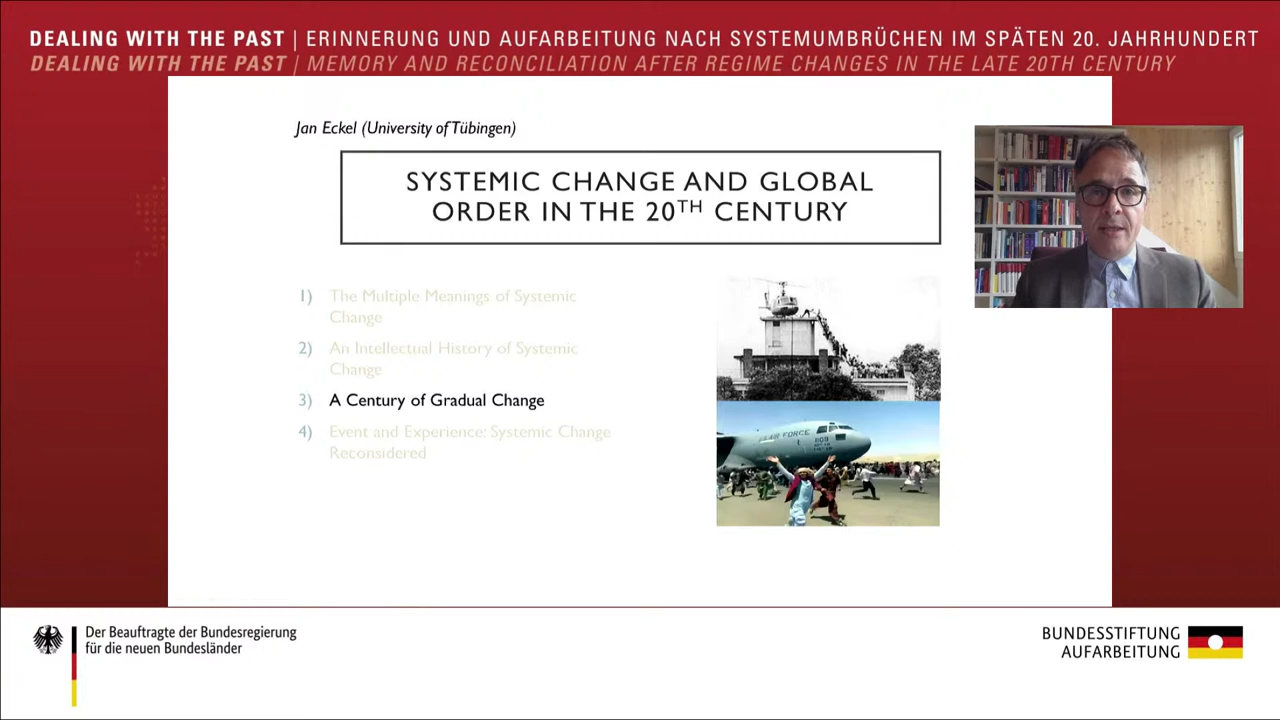 DEALING WITH THE PAST | ERINNERUNG UND AUFARBEITUNG NACH SYSTEMUMBRÜCHEN IM SPÄTEN 20. JAHRHUNDERT
DEALING WITH THE PAST | MEMORY AND RECONCILIATION AFTER REGIME CHANGES IN THE LATE 20TH CENTURY
Jan Eckel (University of Tübingen)
SYSTEMIC CHANGE AND GLOBAL
ORDER IN THE 20TH CENTURY
1) The Multiple Meanings of Systemic
Change
2) An Intellectual History of Systemic
Change
3) A Century of Gradual Change
4) Event and Experience: Systemic Change
Reconsidered
U.S. AIR FORCE
1109
Der Beauftragte der Bundesregierung
für die neuen Bundesländer
BUNDESSTIFTUNG
AUFARBEITUNG